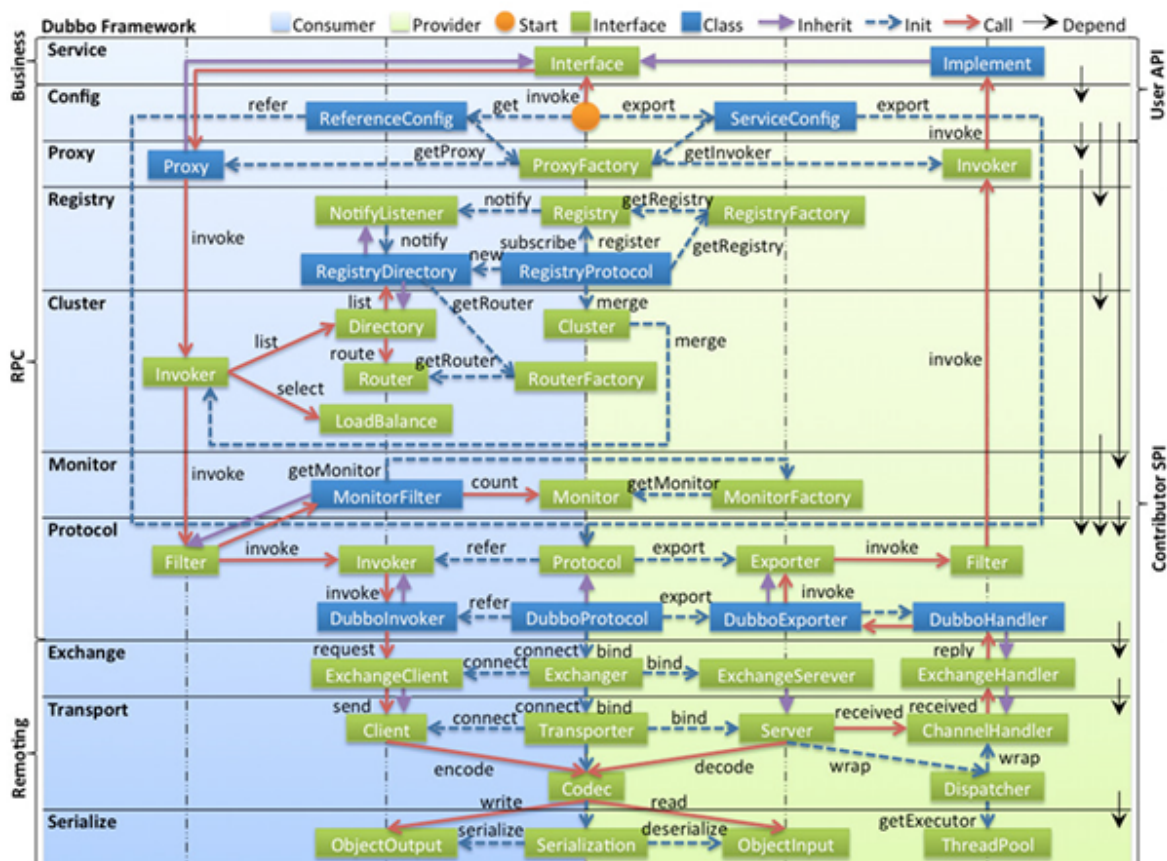 Dubbo Framework Consumer Provider Start Interface Class Inherit Init Call Depend
Business
Service
Interface
Implement
User API
Config
refer
get
invoke
export
export
ReferenceConfig
ServiceConfig
invoke
Proxy
getProxy
getInvoker
Proxy
ProxyFactory
Invoker
Registry
NotifyListener
notify
Registry
getRegistry
RegistryFactory
invoke
notify
subscribe
register
getRegistry
new
RegistryDirectory
RegistryProtocol
RPC
Cluster
list
getRouter
merge
Directory
Cluster
list
merge
route
getRouter
invoke
Invoker
Router
RouterFactory
select
LoadBalance
Contributor SPI
Monitor
invoke
getMonitor
count
getMonitor
MonitorFilter
Monitor
MonitorFactory
Protocol
invoke
refer
export
invoke
Filter
Invoker
Protocol
Exporter
Filter
invoke
refer
export
invoke
DubboInvoker
DubboProtocol
DubboExporter
DubboHandler
Remoting
Exchange
request
connect
connect
bind
bind
reply
ExchangeClient
Exchanger
ExchangeSerever
ExchangeHandler
Transport
send
connect
connect
bind
bind
received
received
Client
Transporter
Server
ChannelHandler
encode
decode
wrap
wrap
Codec
Dispatcher
write
read
getExecutor
Serialize
serialize
deserialize
ObjectOutput
Serialization
ObjectInput
ThreadPool